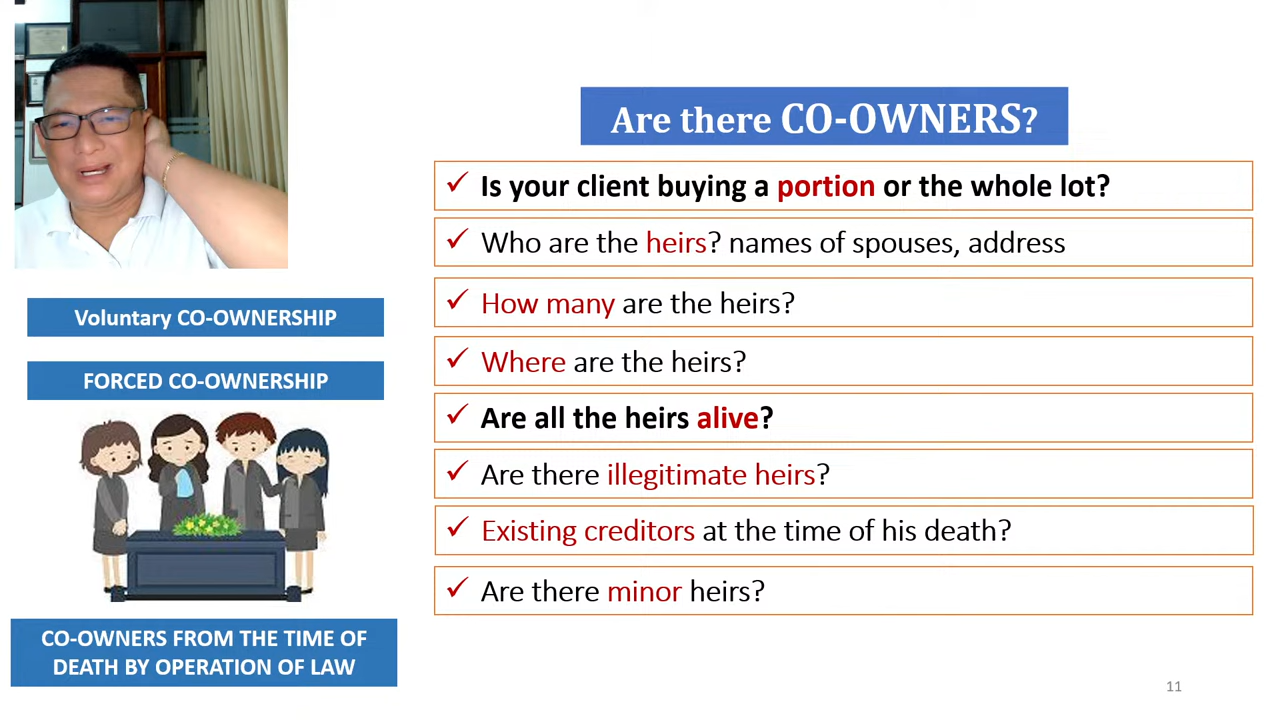 Are there CO-OWNERS?
✓ Is your client buying a portion or the whole lot?
✓ Who are the heirs? names of spouses, address
✓ How many are the heirs?
✓ Where are the heirs?
✓ Are all the heirs alive?
✓ Are there illegitimate heirs?
✓ Existing creditors at the time of his death?
✓ Are there minor heirs?
Voluntary CO-OWNERSHIP
FORCED CO-OWNERSHIP
CO-OWNERS FROM THE TIME OF
DEATH BY OPERATION OF LAW
11